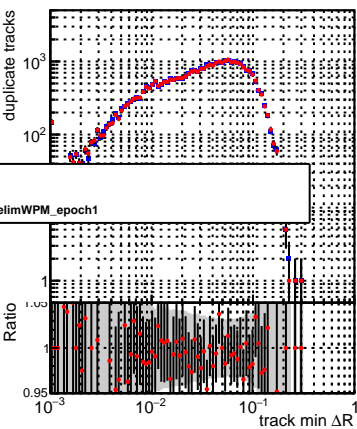 duplicate tracks
10³
10²
elimWPM_epoch1
1
1.05
Ratio
1
0.95
10⁻³
10⁻²
10⁻¹
1
track min ΔR